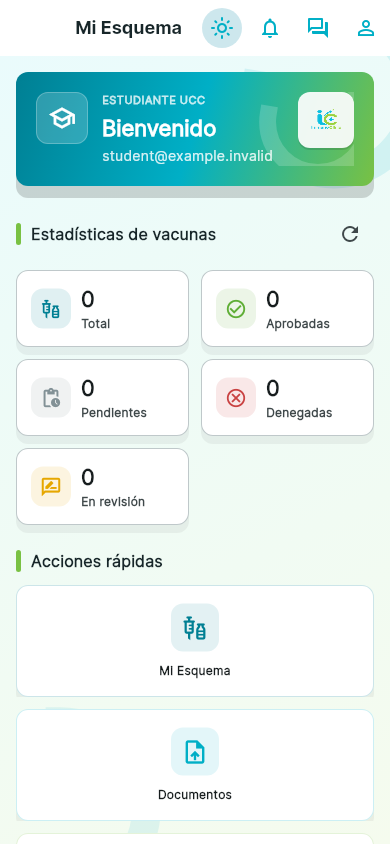 Mi Esquema
ESTUDIANTE UCC
Bienvenido
student@example.invalid
Estadísticas de vacunas
0
Total
0
Aprobadas
0
Pendientes
0
Denegadas
0
En revisión
Acciones rápidas
Mi Esquema
Documentos